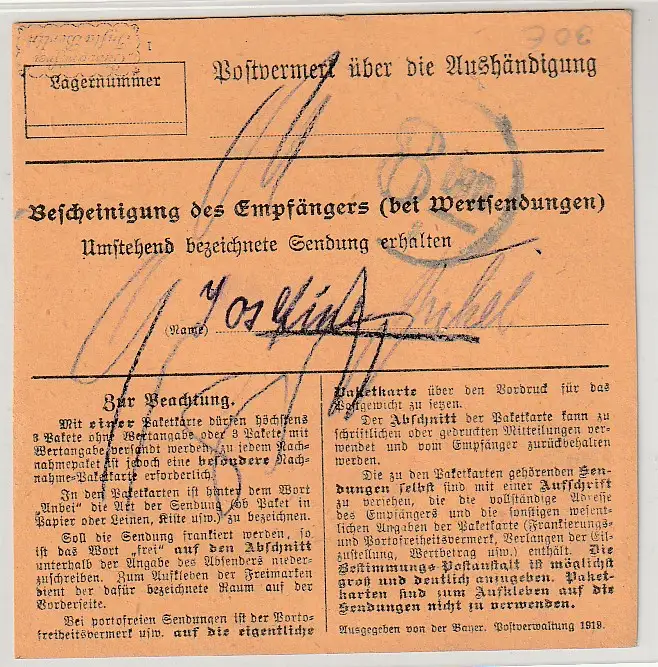 30€
Lagernummer
Postvermerk über die Aushändigung
8
Bescheinigung des Empfängers (bei Wertsendungen)
Umstehend bezeichnete Sendung erhalten
Josefine
(Name)
Zur Beachtung.
Mit einer Paketkarte dürfen höchstens
3 Pakete ohne Wertangabe oder 3 Pakete mit
Wertangabe versandt werden; zu jedem Nach-
nahmepaket ist jedoch eine besondere Nach-
nahme-Paketkarte erforderlich.
In den Paketkarten ist hinter dem Wort
„Anbei" die Art der Sendung (ob Paket in
Papier oder Leinen, Kiste usw.) zu bezeichnen.
Soll die Sendung frankiert werden, so
ist das Wort „frei" auf den Abschnitt
unterhalb der Angabe des Absenders nieder-
zuschreiben. Zum Aufkleben der Freimarken
dient der dafür bezeichnete Raum auf der
Vorderseite.
Bei portofreien Sendungen ist der Porto-
freiheitsvermerk usw. auf die eigentliche
Paketkarte über den Vordruck für das
Postgewicht zu setzen.
Der Abschnitt der Paketkarte kann zu
schriftlichen oder gedruckten Mitteilungen ver-
wendet und vom Empfänger zurückbehalten
werden.
Die zu den Paketkarten gehörenden Sen-
dungen selbst sind mit einer Aufschrift
zu versehen, die die vollständige Adresse
des Empfängers und die sonstigen wesent-
lichen Angaben der Paketkarte (Frankierungs-
und Portofreiheitsvermerk, Verlangen der Eil-
zustellung, Wertbetrag usw.) enthält. Die
Bestimmungs-Postanstalt ist möglichst
groß und deutlich anzugeben. Paket-
karten sind zum Aufkleben auf die
Sendungen nicht zu verwenden.
Ausgegeben von der Bayer. Postverwaltung 1919.